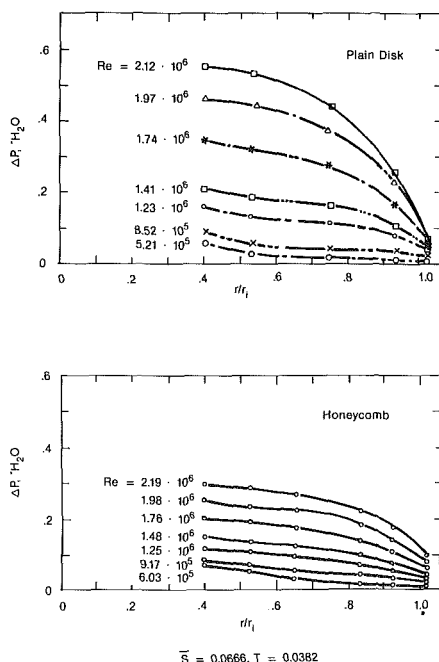 .6
Plain Disk
Re = 2.12 · 10⁶
1.97 · 10⁶
.4
1.74 · 10⁶
ΔP, "H₂O
.2
1.41 · 10⁶
1.23 · 10⁶
8.52 · 10⁵
5.21 · 10⁵
0
0 .2 .4 .6 .8 1.0
r/rᵢ
.6
Honeycomb
.4
ΔP, "H₂O
Re = 2.19 · 10⁶
1.98 · 10⁶
.2
1.76 · 10⁶
1.48 · 10⁶
1.25 · 10⁶
9.17 · 10⁵
6.03 · 10⁵
0
0 .2 .4 .6 .8 1.0
r/rᵢ
S̅ = 0.0666, T = 0.0382